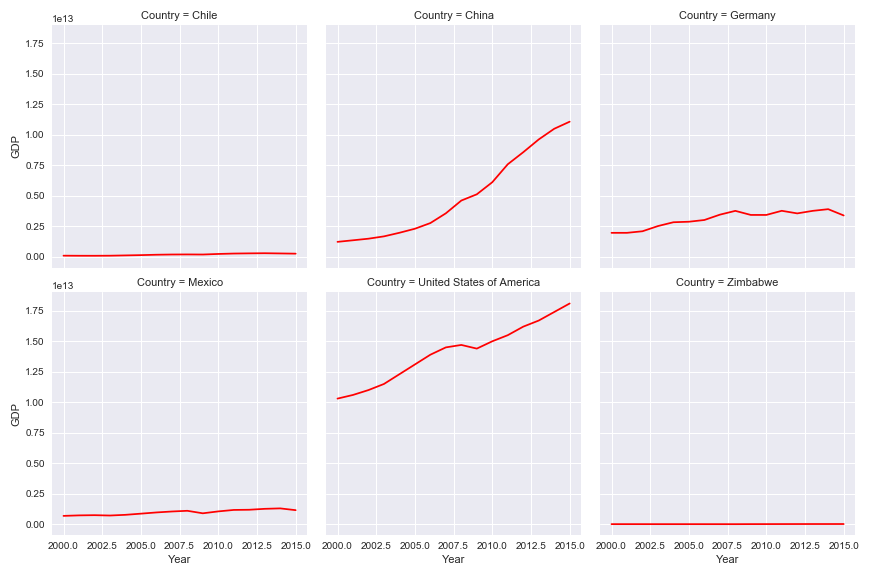 Country = Chile
Country = China
Country = Germany
1e13
1.75
1.50
1.25
1.00
0.75
0.50
0.25
0.00
GDP
Country = Mexico
Country = United States of America
Country = Zimbabwe
1e13
1.75
1.50
1.25
1.00
0.75
0.50
0.25
0.00
GDP
2000.0 2002.5 2005.0 2007.5 2010.0 2012.5 2015.0
2000.0 2002.5 2005.0 2007.5 2010.0 2012.5 2015.0
2000.0 2002.5 2005.0 2007.5 2010.0 2012.5 2015.0
Year
Year
Year